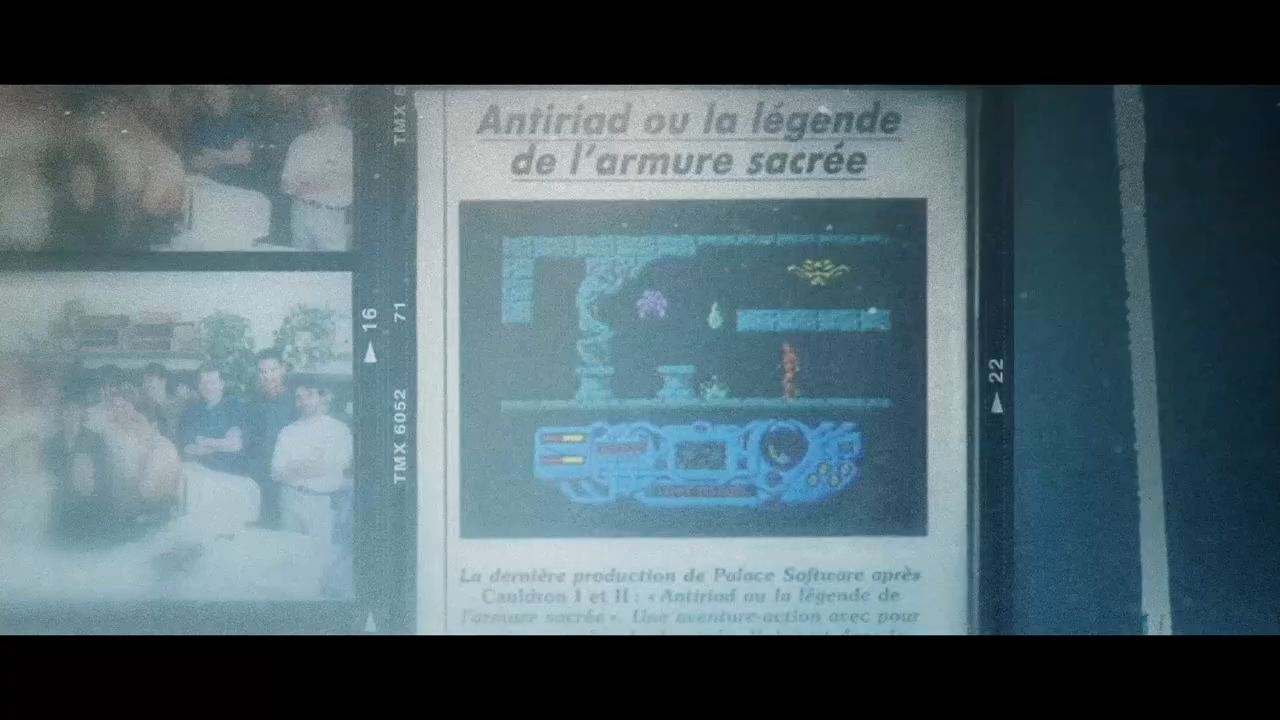 TMX 6
Antiriad ou la légende
de l'armure sacrée
16
71
TMX 6052
22
La dernière production de Palace Software après
Cauldron I et II : «Antiriad ou la légende de
l'armure sacrée». Une aventure-action avec pour